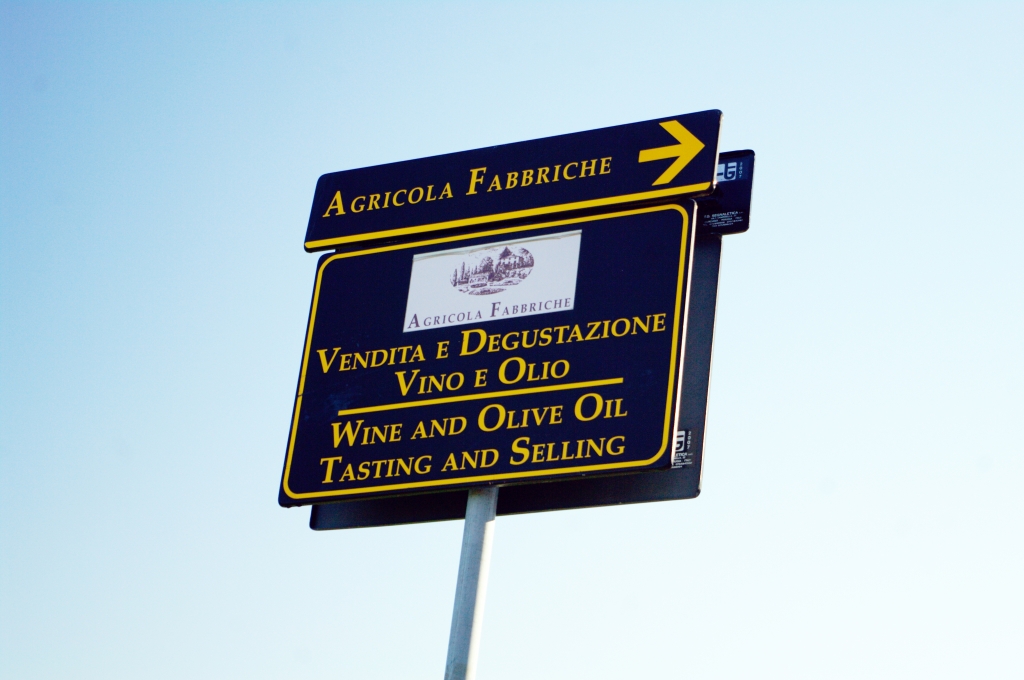 AGRICOLA FABBRICHE
AGRICOLA FABBRICHE
VENDITA E DEGUSTAZIONE
VINO E OLIO
WINE AND OLIVE OIL
TASTING AND SELLING